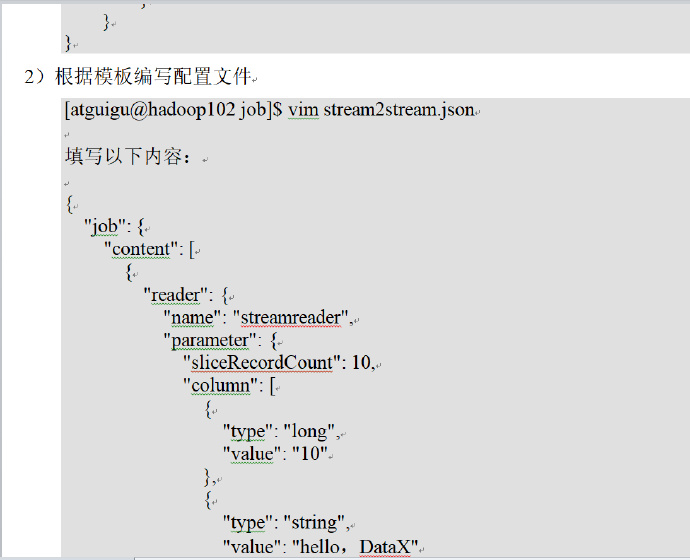 }
}
2）根据模板编写配置文件
[atguigu@hadoop102 job]$ vim stream2stream.json
填写以下内容：
{
"job": {
"content": [
{
"reader": {
"name": "streamreader",
"parameter": {
"sliceRecordCount": 10,
"column": [
{
"type": "long",
"value": "10"
},
{
"type": "string",
"value": "hello，DataX"